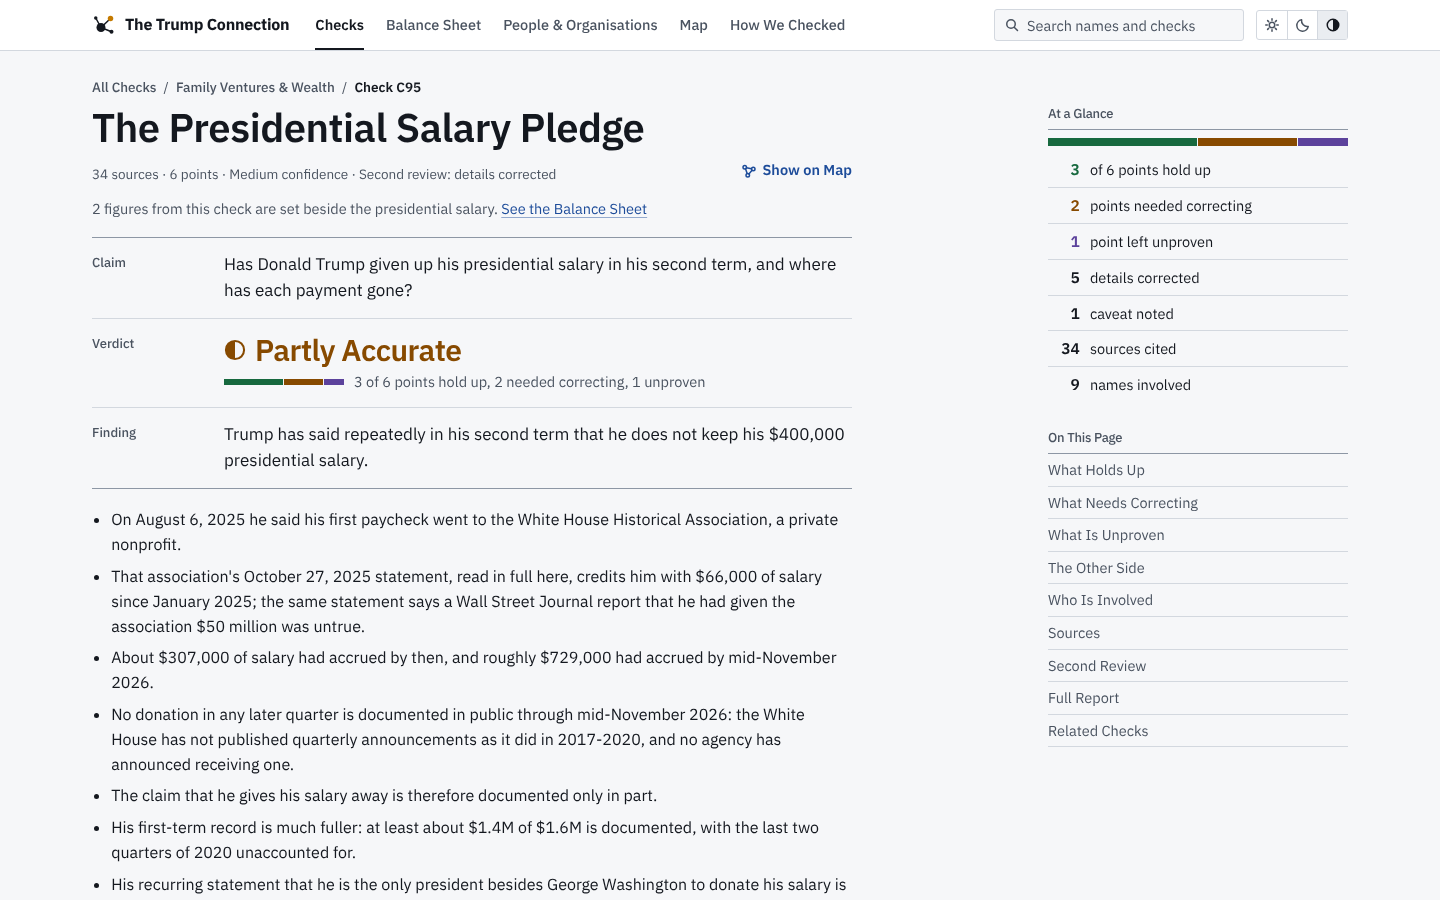 The Trump Connection
Checks
Balance Sheet
People & Organisations
Map
How We Checked
Search names and checks
All Checks / Family Ventures & Wealth / Check C95
The Presidential Salary Pledge
34 sources · 6 points · Medium confidence · Second review: details corrected
Show on Map
2 figures from this check are set beside the presidential salary. See the Balance Sheet
Claim
Has Donald Trump given up his presidential salary in his second term, and where
has each payment gone?
Verdict
Partly Accurate
3 of 6 points hold up, 2 needed correcting, 1 unproven
Finding
Trump has said repeatedly in his second term that he does not keep his $400,000
presidential salary.
• On August 6, 2025 he said his first paycheck went to the White House Historical Association, a private
nonprofit.
• That association's October 27, 2025 statement, read in full here, credits him with $66,000 of salary
since January 2025; the same statement says a Wall Street Journal report that he had given the
association $50 million was untrue.
• About $307,000 of salary had accrued by then, and roughly $729,000 had accrued by mid-November
2026.
• No donation in any later quarter is documented in public through mid-November 2026: the White
House has not published quarterly announcements as it did in 2017-2020, and no agency has
announced receiving one.
• The claim that he gives his salary away is therefore documented only in part.
• His first-term record is much fuller: at least about $1.4M of $1.6M is documented, with the last two
quarters of 2020 unaccounted for.
• His recurring statement that he is the only president besides George Washington to donate his salary is
At a Glance
3 of 6 points hold up
2 points needed correcting
1 point left unproven
5 details corrected
1 caveat noted
34 sources cited
9 names involved
On This Page
What Holds Up
What Needs Correcting
What Is Unproven
The Other Side
Who Is Involved
Sources
Second Review
Full Report
Related Checks